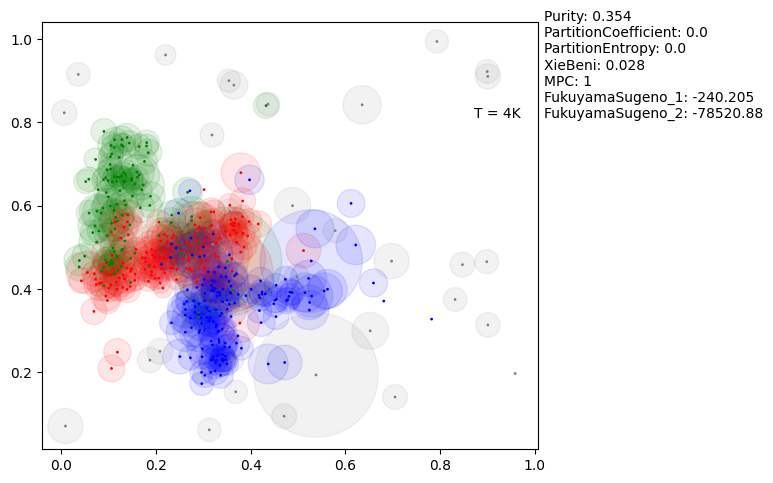 Purity: 0.354
PartitionCoefficient: 0.0
PartitionEntropy: 0.0
XieBeni: 0.028
MPC: 1
FukuyamaSugeno_1: -240.205
FukuyamaSugeno_2: -78520.88
T = 4K
1.0
0.8
0.6
0.4
0.2
0.0 0.2 0.4 0.6 0.8 1.0